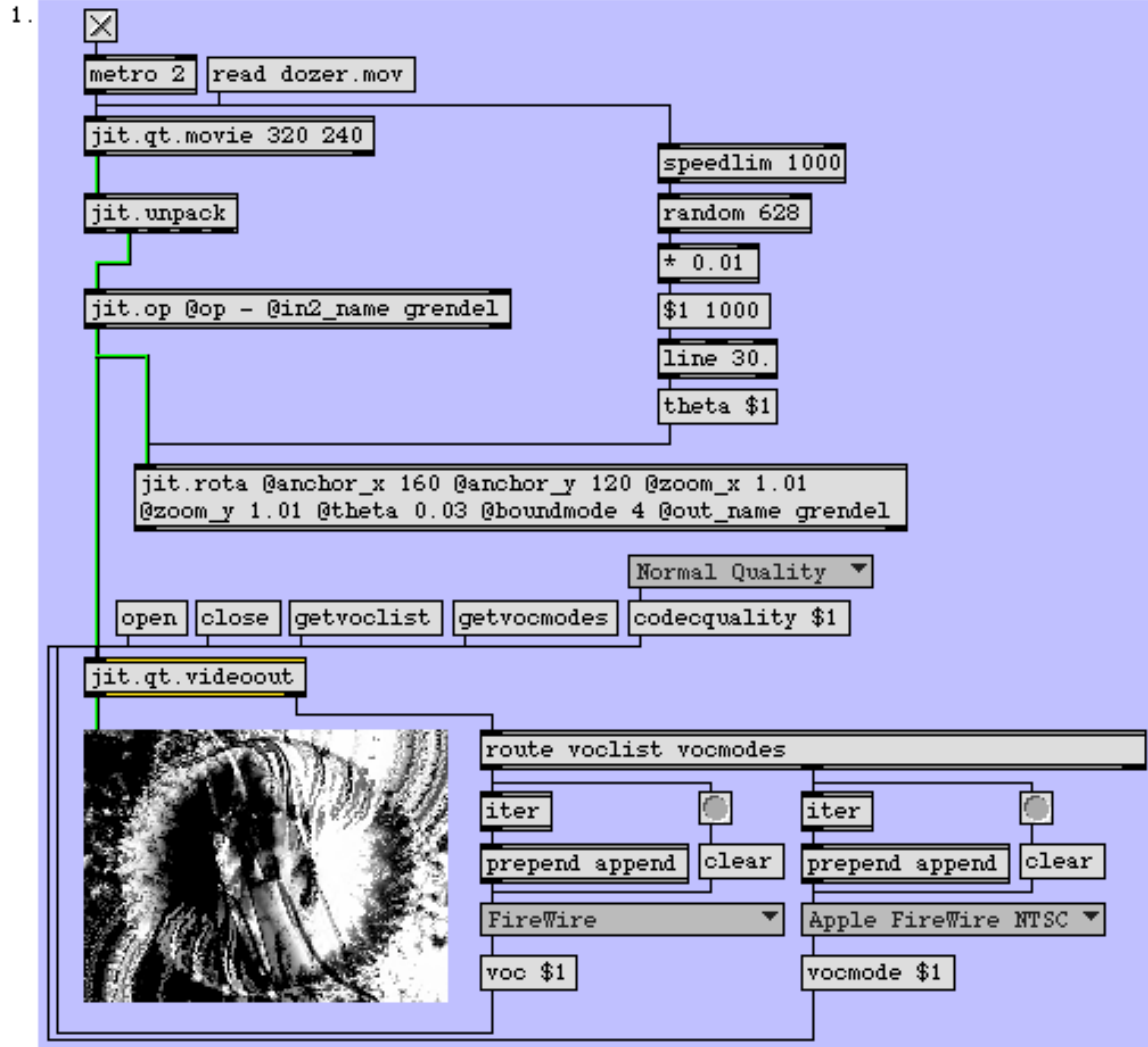 1.
metro 2
read dozer.mov
jit.qt.movie 320 240
speedlim 1000
jit.unpack
random 628
* 0.01
jit.op @op - @in2_name grendel
$1 1000
line 30.
theta $1
jit.rota @anchor_x 160 @anchor_y 120 @zoom_x 1.01
@zoom_y 1.01 @theta 0.03 @boundmode 4 @out_name grendel
Normal Quality
open
close
getvoclist
getvocmodes
codecquality $1
jit.qt.videoout
route voclist vocmodes
iter
iter
prepend append
clear
prepend append
clear
FireWire
Apple FireWire NTSC
voc $1
vocmode $1